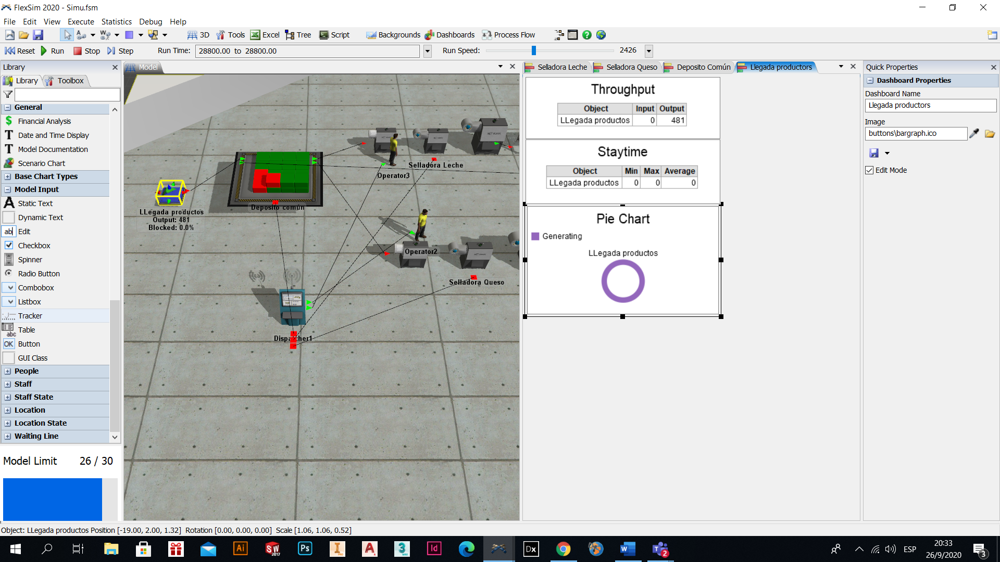 FlexSim 2020 - Simu.fsm
File Edit View Execute Statistics Debug Help
3D Tools Excel Tree Script Backgrounds Dashboards Process Flow
Reset Run Stop Step Run Time: 28800.00 to 28800.00 Run Speed: 2426
Library
Library Toolbox
General
Financial Analysis
Date and Time Display
Model Documentation
Scenario Chart
Base Chart Types
Model Input
Static Text
Dynamic Text
Edit
Checkbox
Spinner
Radio Button
Combobox
Listbox
Tracker
Table
Button
GUI Class
People
Staff
Staff State
Location
Location State
Waiting Line
Model Limit 26 / 30
Model
LLegada productos
Output: 481
Blocked: 0.0%
Deposito común
Operator3
Selladora Leche
Operator2
Selladora Queso
Dispatcher1
Selladora Leche Selladora Queso Deposito Común Llegada productors
Throughput
Object Input Output
LLegada productos 0 481
Staytime
Object Min Max Average
LLegada productos 0 0 0
Pie Chart
Generating
LLegada productos
Quick Properties
Dashboard Properties
Dashboard Name
Llegada productors
Image
buttons\bargraph.ico
Edit Mode
Object: LLegada productos Position [-19.00, 2.00, 1.32] Rotation [0.00, 0.00, 0.00] Scale [1.06, 1.06, 0.52]
ESP
20:33
26/9/2020
3